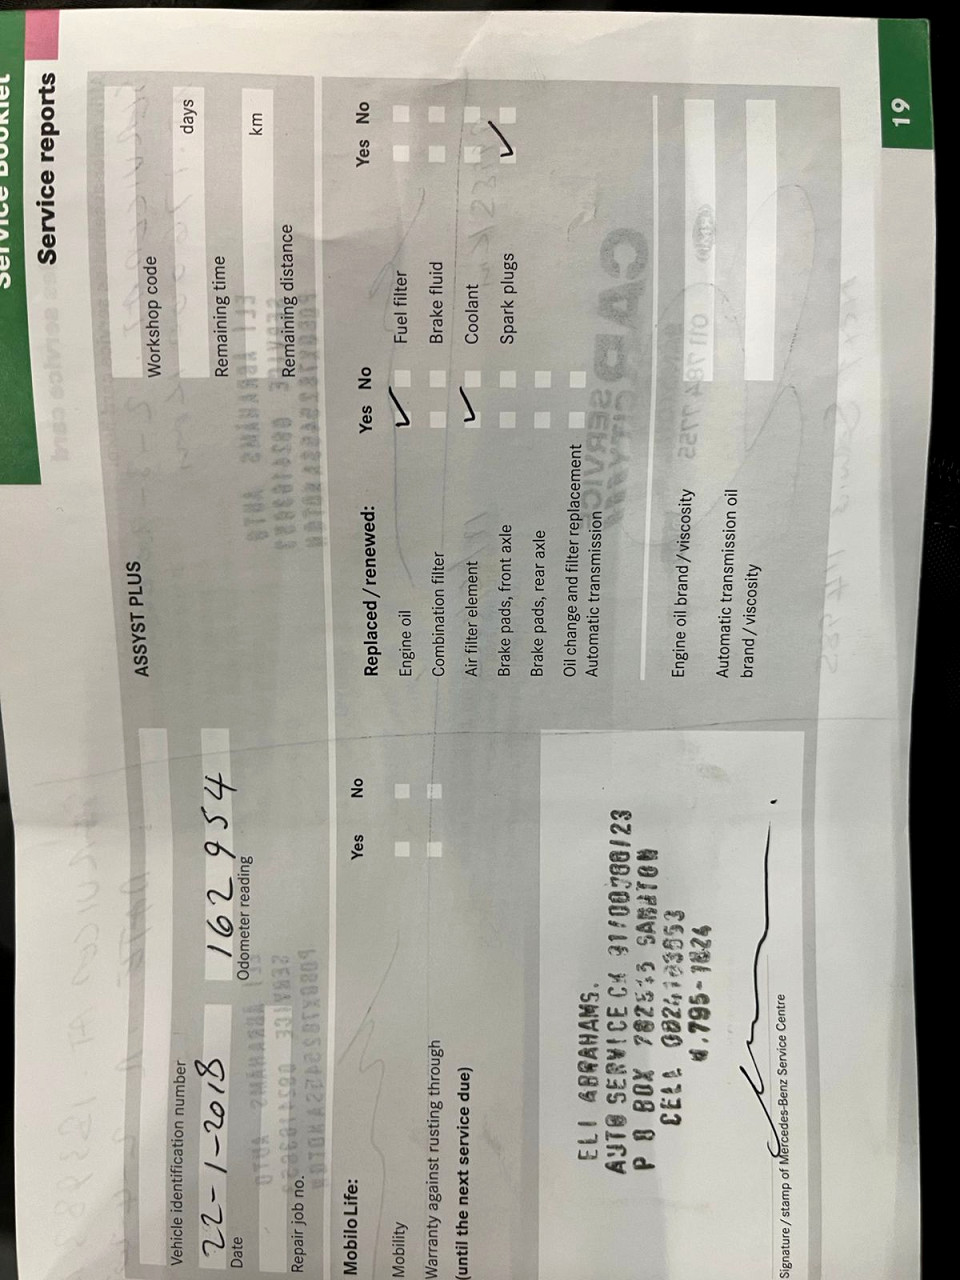 Service Booklet
Service reports
Vehicle identification number
22-1-2018
Date
162954
Odometer reading
Repair job no.
ASSYST PLUS
Workshop code
Remaining time
days
Remaining distance
km
Mobilo Life:
Yes No
Mobility
Warranty against rusting through
(until the next service due)
Replaced / renewed:
Yes No
Engine oil
Combination filter
Air filter element
Brake pads, front axle
Brake pads, rear axle
Oil change and filter replacement
Automatic transmission
Yes No
Fuel filter
Brake fluid
Coolant
Spark plugs
ELI ABRAHAMS.
AUTO SERVICE
P O BOX
CELL
Signature / stamp of Mercedes-Benz Service Centre
Engine oil brand / viscosity
Automatic transmission oil
brand / viscosity
19